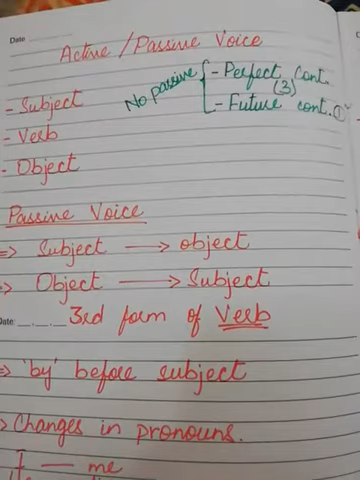 Date
Active / Passive Voice
No passive - Perfect Cont. (3)
- Future cont. ①
- Subject
- Verb
- Object
Passive Voice
=> Subject → object
=> Object → Subject
Date: 3rd form of Verb
=> 'by' before subject
> Changes in pronouns.
I — me